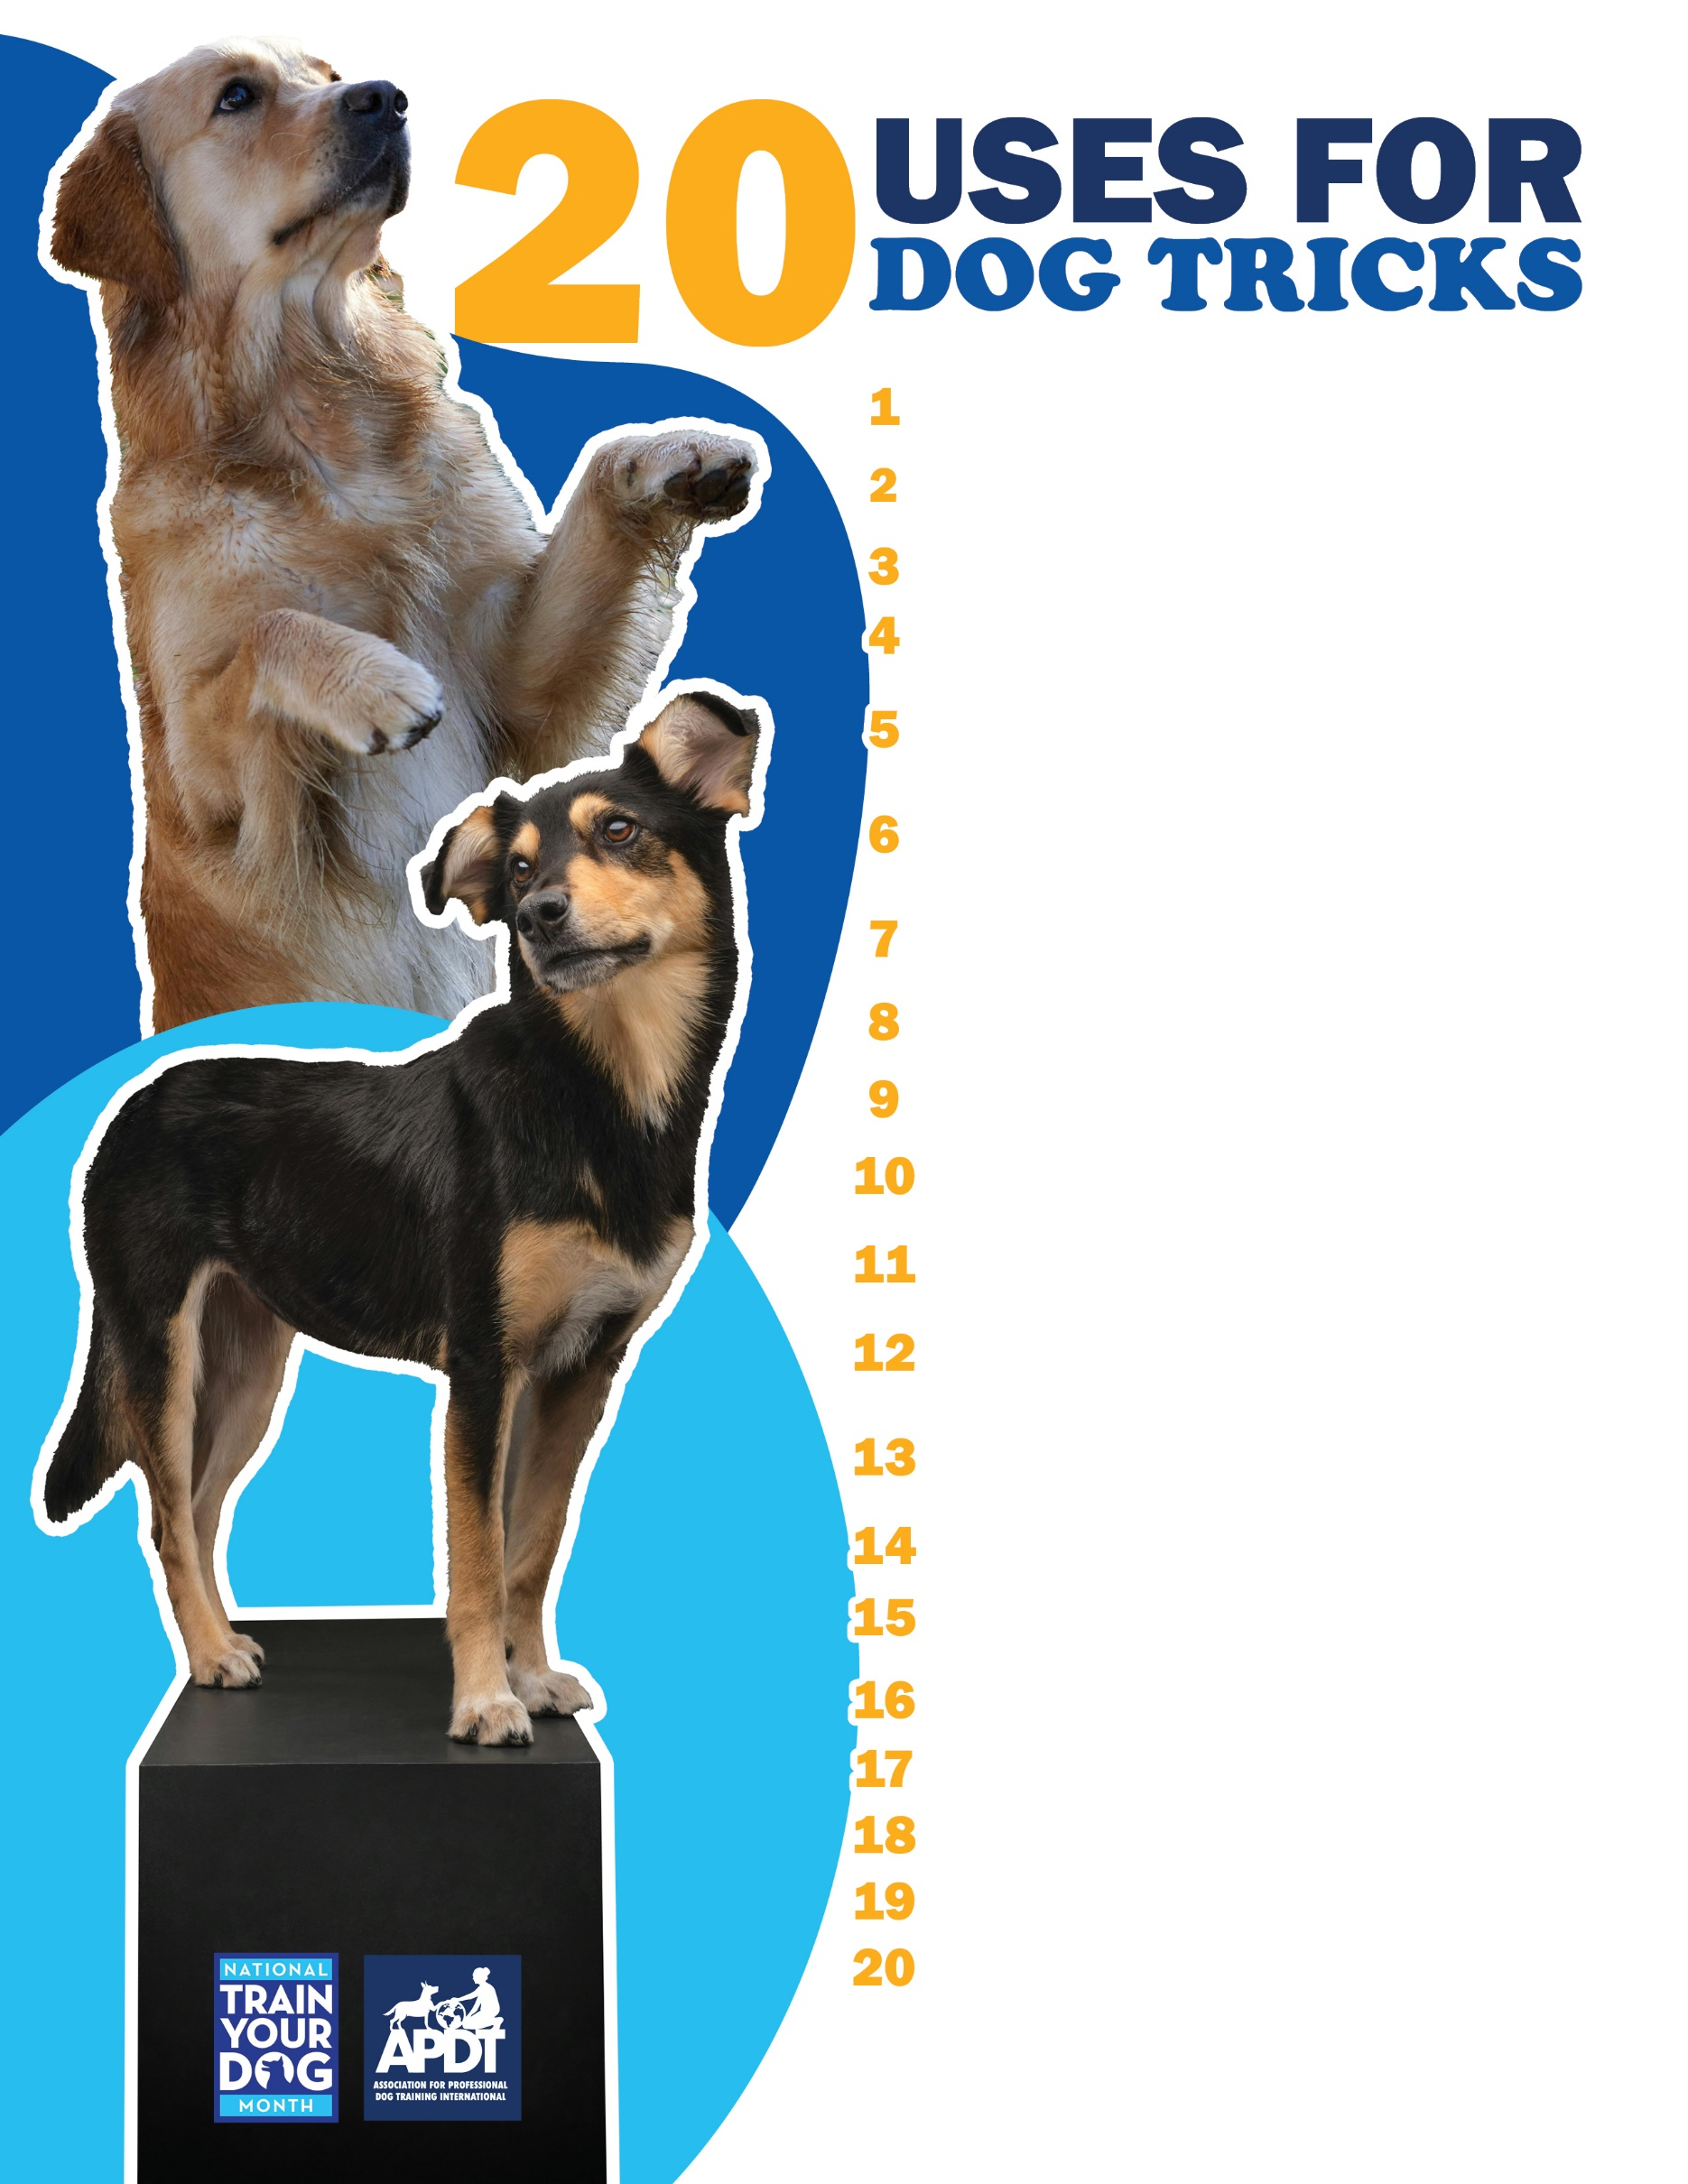 20 USES FOR
DOG TRICKS
1
2
3
4
5
6
7
8
9
10
11
12
13
14
15
16
17
18
19
20
NATIONAL
TRAIN
YOUR
DOG
MONTH
APDT
ASSOCIATION FOR PROFESSIONAL
DOG TRAINING INTERNATIONAL